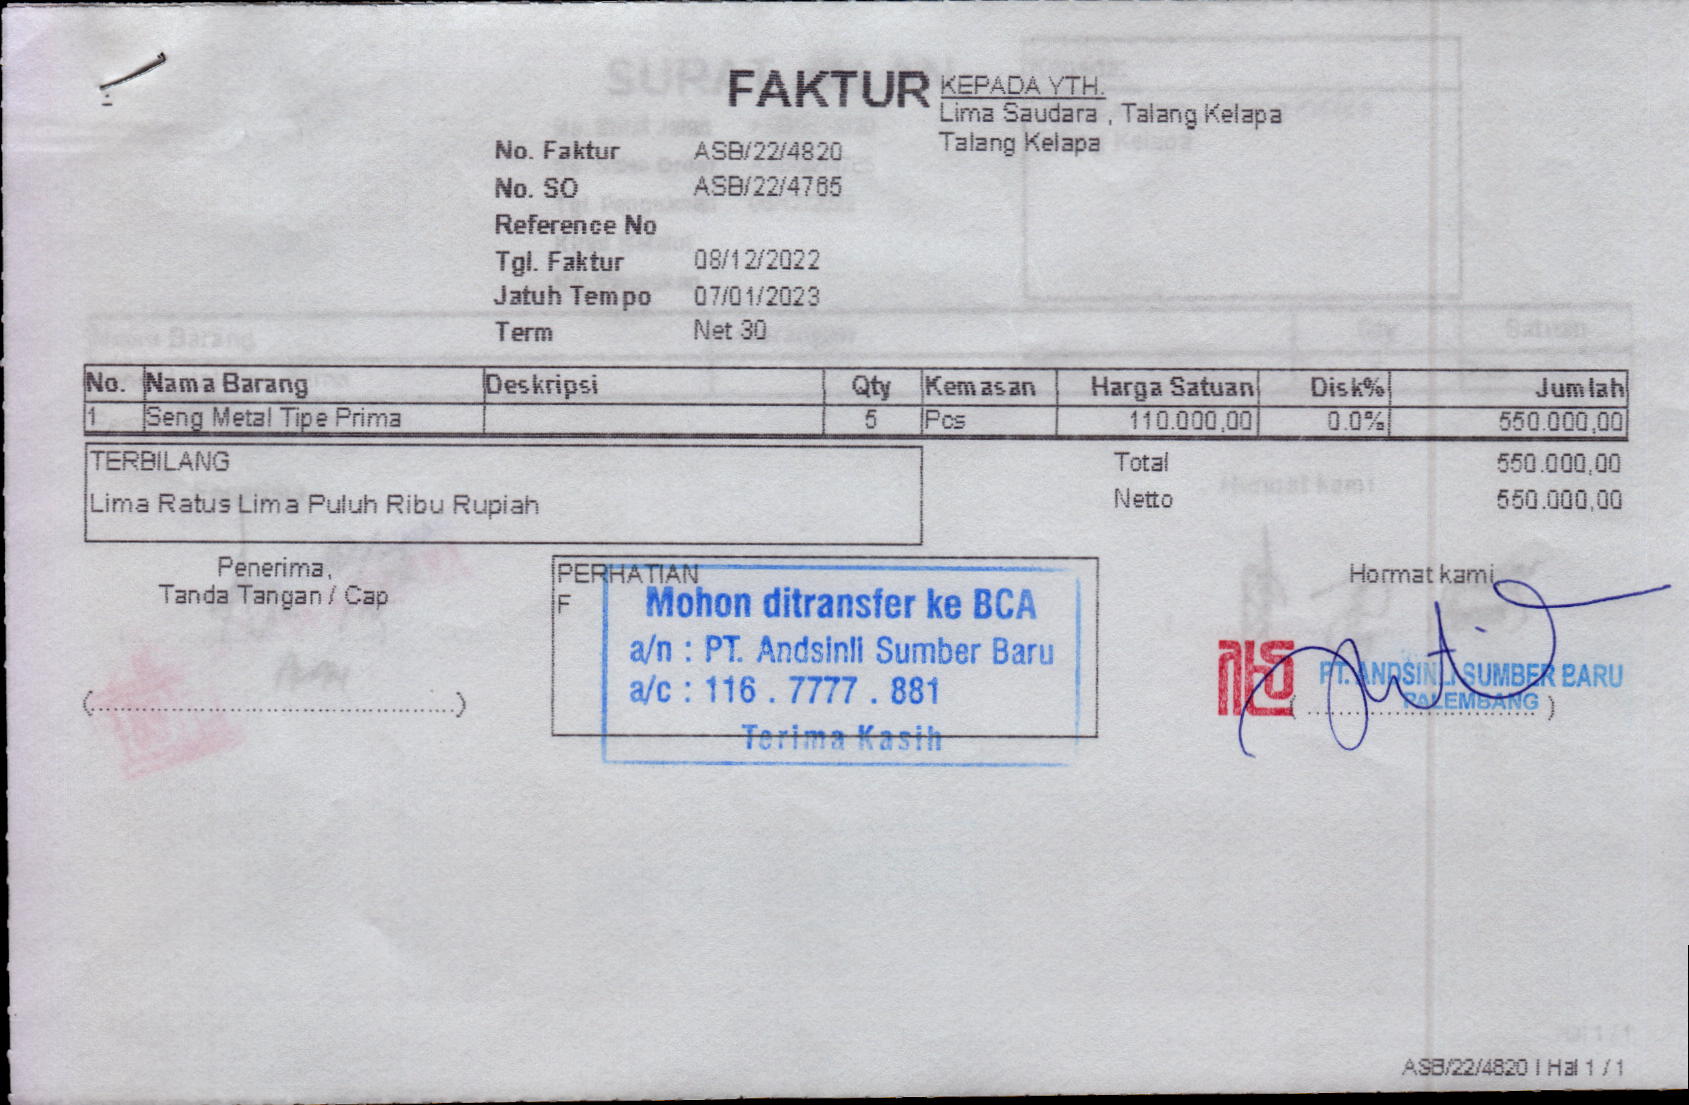 FAKTUR
KEPADA YTH.
Lima Saudara , Talang Kelapa
Talang Kelapa
No. Faktur ASB/22/4820
No. SO ASB/22/4765
Reference No
Tgl. Faktur 08/12/2022
Jatuh Tempo 07/01/2023
Term Net 30
No. Nama Barang Deskripsi Qty Kemasan Harga Satuan Disk% Jumlah
1 Seng Metal Tipe Prima 5 Pcs 110.000,00 0.0% 550.000,00
TERBILANG
Lima Ratus Lima Puluh Ribu Rupiah
Total 550.000,00
Netto 550.000,00
Penerima,
Tanda Tangan / Cap
(......................................................)
PERHATIAN
F
Mohon ditransfer ke BCA
a/n : PT. Andsinli Sumber Baru
a/c : 116 . 7777 . 881
Terima Kasih
Hormat kami
PT. ANDSINLI SUMBER BARU
PALEMBANG
(..................................)
ASB/22/4820 | Hal 1 / 1